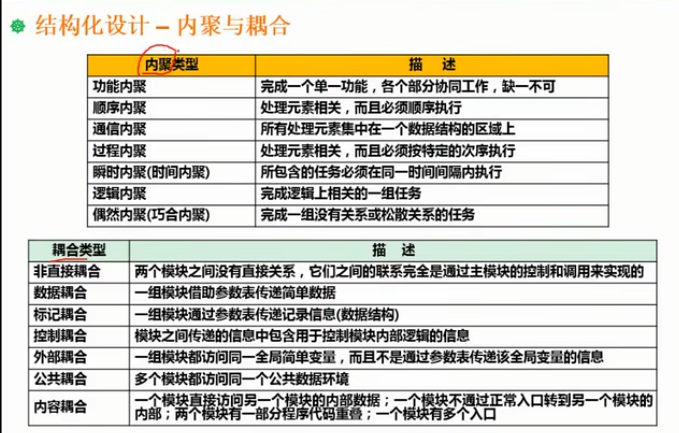 结构化设计 – 内聚与耦合
内聚类型 描 述
功能内聚 完成一个单一功能，各个部分协同工作，缺一不可
顺序内聚 处理元素相关，而且必须顺序执行
通信内聚 所有处理元素集中在一个数据结构的区域上
过程内聚 处理元素相关，而且必须按特定的次序执行
瞬时内聚(时间内聚) 所包含的任务必须在同一时间间隔内执行
逻辑内聚 完成逻辑上相关的一组任务
偶然内聚(巧合内聚) 完成一组没有关系或松散关系的任务
耦合类型 描 述
非直接耦合 两个模块之间没有直接关系，它们之间的联系完全是通过主模块的控制和调用来实现的
数据耦合 一组模块借助参数表传递简单数据
标记耦合 一组模块通过参数表传递记录信息(数据结构)
控制耦合 模块之间传递的信息中包含用于控制模块内部逻辑的信息
外部耦合 一组模块都访问同一全局简单变量，而且不是通过参数表传递该全局变量的信息
公共耦合 多个模块都访问同一个公共数据环境
内容耦合 一个模块直接访问另一个模块的内部数据；一个模块不通过正常入口转到另一个模块的
内部；两个模块有一部分程序代码重叠；一个模块有多个入口